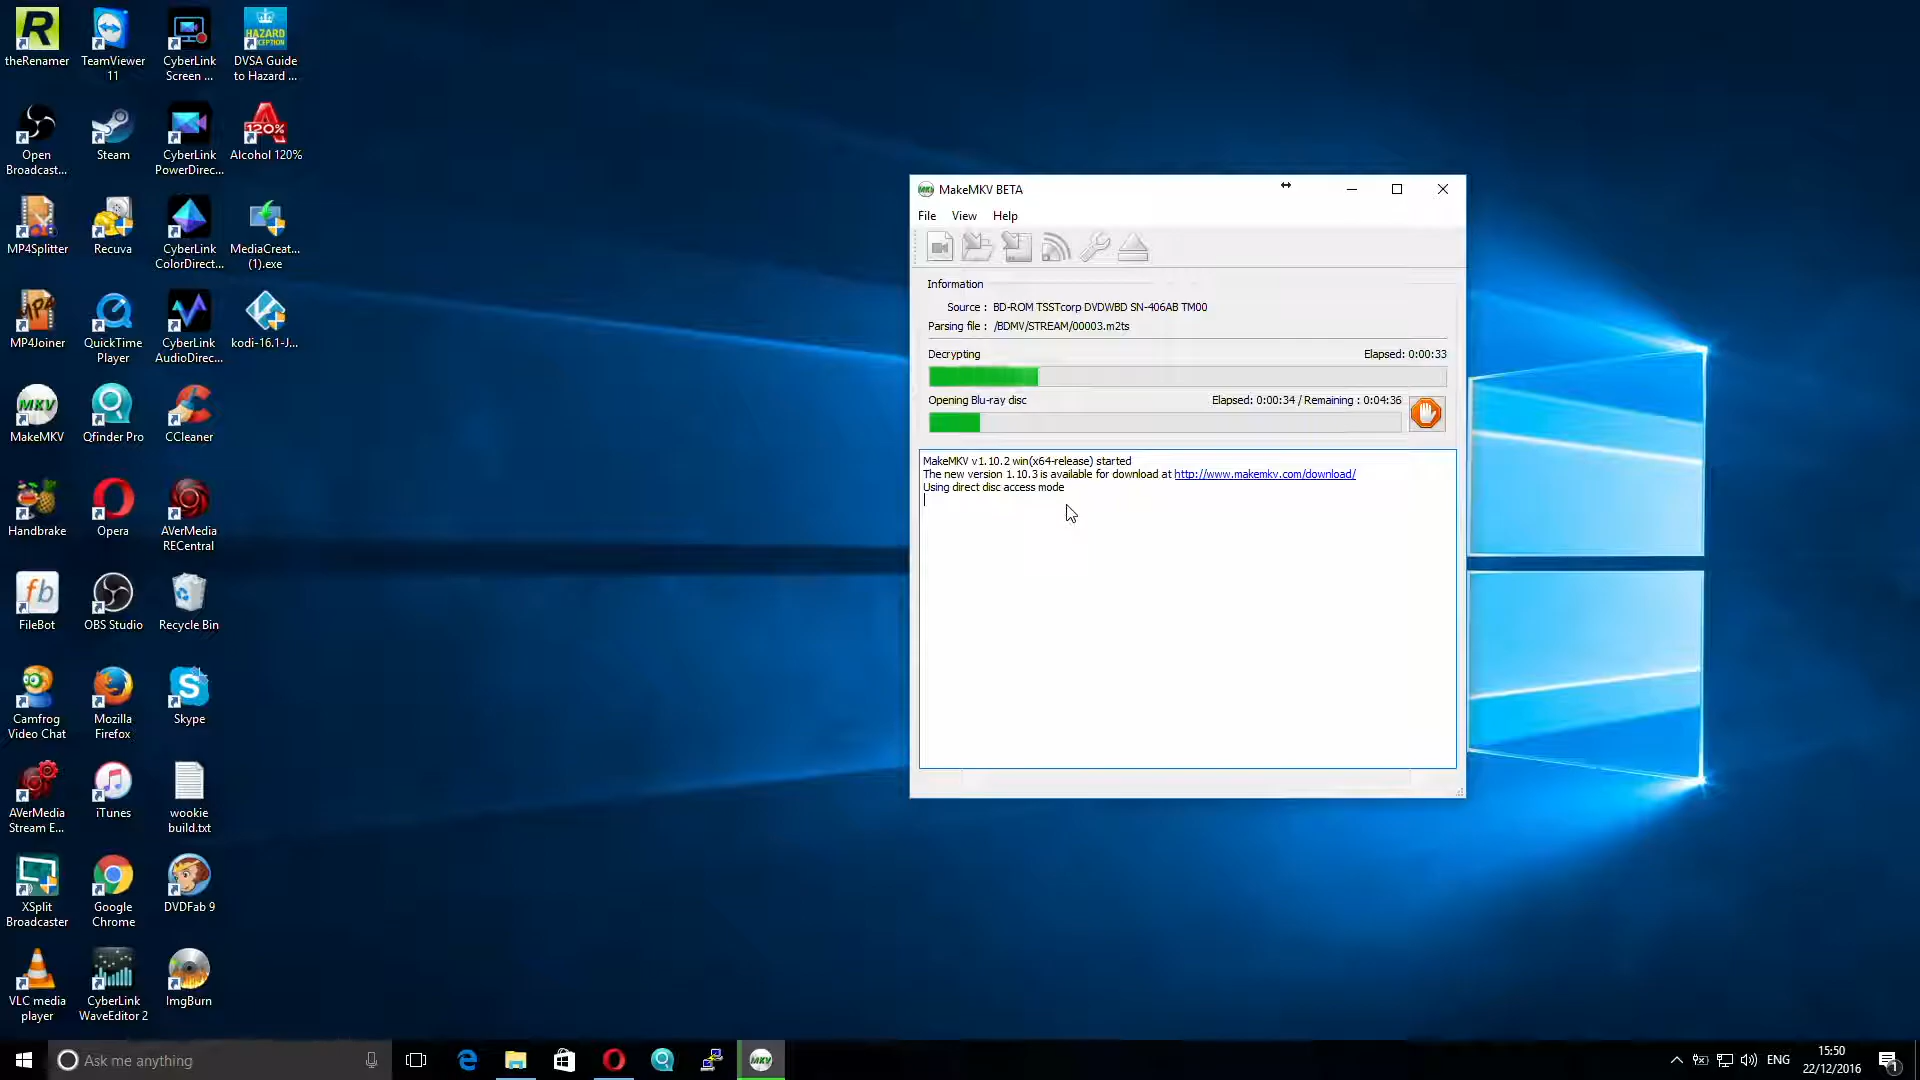 theRenamer
TeamViewer
11
CyberLink
Screen ...
HAZARD
DVSA Guide
to Hazard ...
Open
Broadcast...
Steam
CyberLink
PowerDirec...
120%
Alcohol 120%
MP4Splitter
Recuva
CyberLink
ColorDirect...
MediaCreat...
(1).exe
MP4Joiner
QuickTime
Player
CyberLink
AudioDirec...
kodi-16.1-J...
MKV
MakeMKV
Qfinder Pro
CCleaner
Handbrake
Opera
AVerMedia
RECentral
fb
FileBot
OBS Studio
Recycle Bin
Camfrog
Video Chat
Mozilla
Firefox
Skype
AVerMedia
Stream E...
iTunes
wookie
build.txt
XSplit
Broadcaster
Google
Chrome
DVDFab 9
VLC media
player
CyberLink
WaveEditor 2
ImgBurn
MakeMKV BETA
File View Help
Information
Source : BD-ROM TSSTcorp DVDWBD SN-406AB TM00
Parsing file : /BDMV/STREAM/00003.m2ts
Decrypting Elapsed: 0:00:33
Opening Blu-ray disc Elapsed: 0:00:34 / Remaining : 0:04:36
MakeMKV v1.10.2 win(x64-release) started
The new version 1.10.3 is available for download at http://www.makemkv.com/download/
Using direct disc access mode
Ask me anything
MKV
ENG
15:50
22/12/2016
1